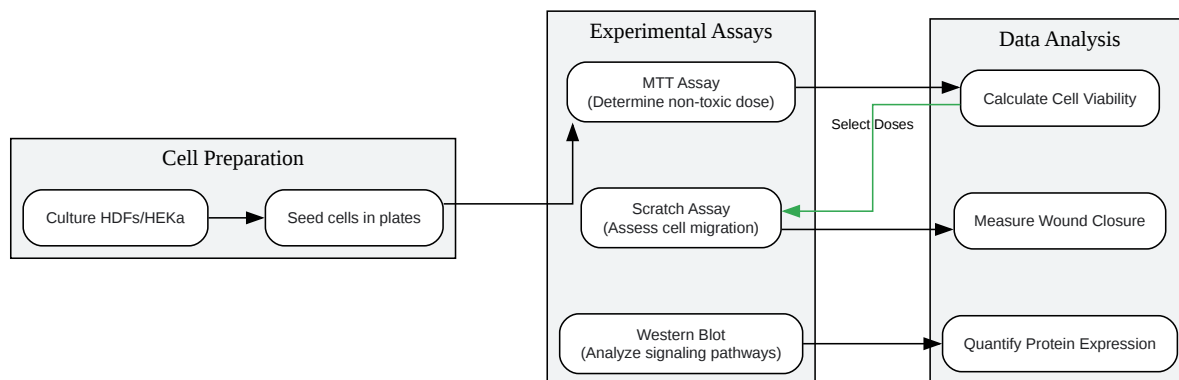 Cell Preparation
Culture HDFs/HEKa
Seed cells in plates
Experimental Assays
MTT Assay
(Determine non-toxic dose)
Scratch Assay
(Assess cell migration)
Western Blot
(Analyze signaling pathways)
Select Doses
Data Analysis
Calculate Cell Viability
Measure Wound Closure
Quantify Protein Expression